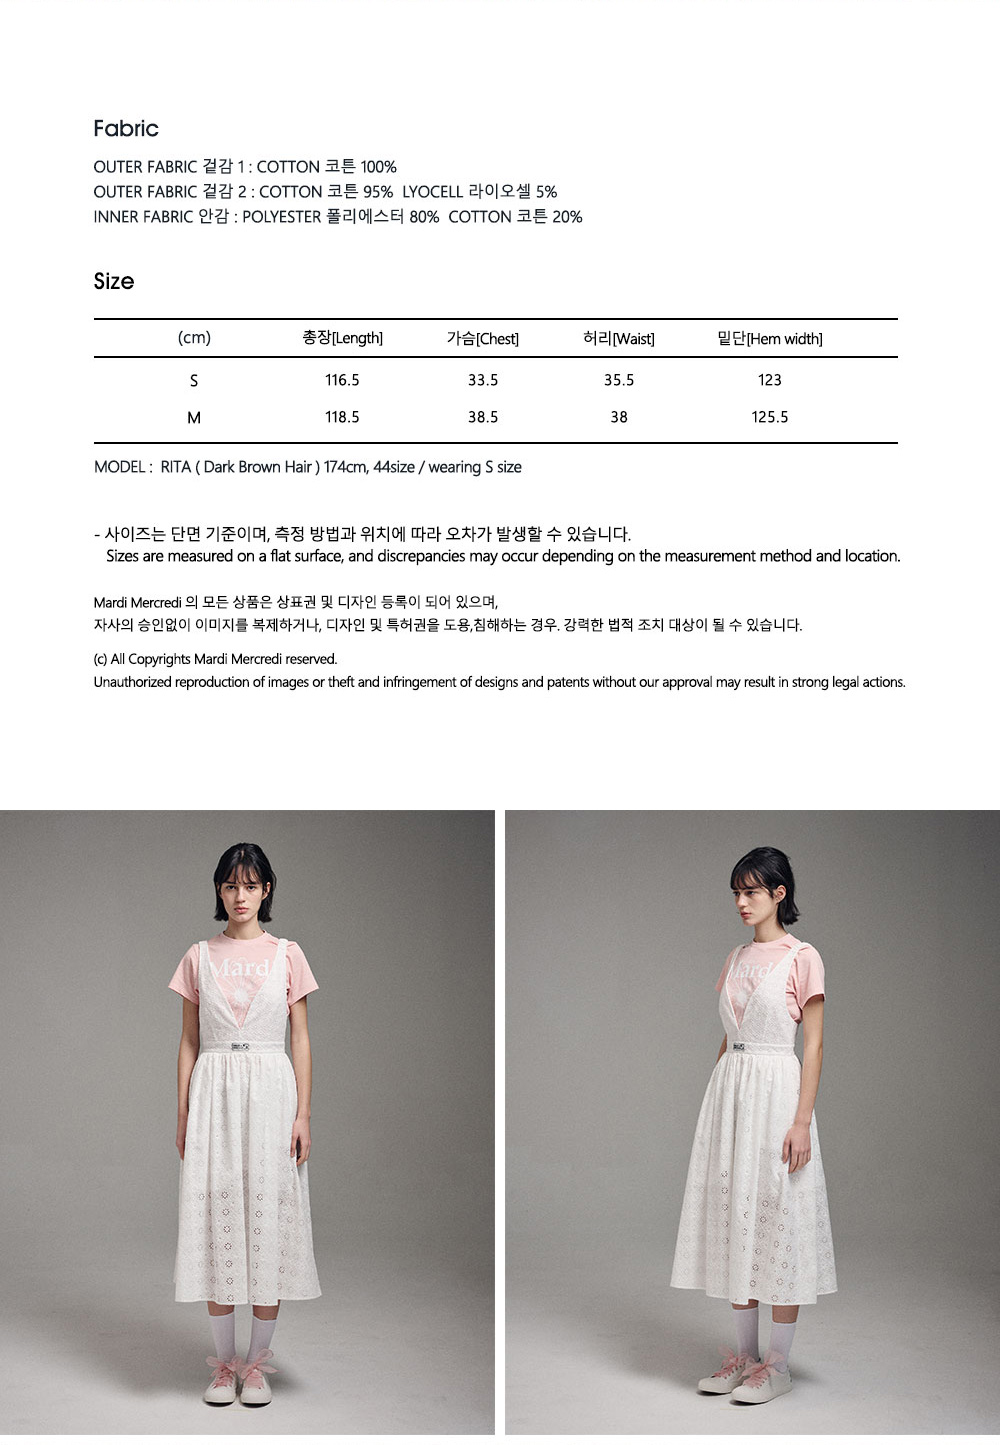 Fabric
OUTER FABRIC 겉감 1 : COTTON 코튼 100%
OUTER FABRIC 겉감 2 : COTTON 코튼 95%  LYOCELL 라이오셀 5%
INNER FABRIC 안감 : POLYESTER 폴리에스터 80%  COTTON 코튼 20%
Size
(cm) 총장[Length] 가슴[Chest] 허리[Waist] 밑단[Hem width]
S 116.5 33.5 35.5 123
M 118.5 38.5 38 125.5
MODEL :  RITA ( Dark Brown Hair ) 174cm, 44size / wearing S size
- 사이즈는 단면 기준이며, 측정 방법과 위치에 따라 오차가 발생할 수 있습니다.
Sizes are measured on a flat surface, and discrepancies may occur depending on the measurement method and location.
Mardi Mercredi 의 모든 상품은 상표권 및 디자인 등록이 되어 있으며,
자사의 승인없이 이미지를 복제하거나, 디자인 및 특허권을 도용,침해하는 경우. 강력한 법적 조치 대상이 될 수 있습니다.
(c) All Copyrights Mardi Mercredi reserved.
Unauthorized reproduction of images or theft and infringement of designs and patents without our approval may result in strong legal actions.
Mard
Mard